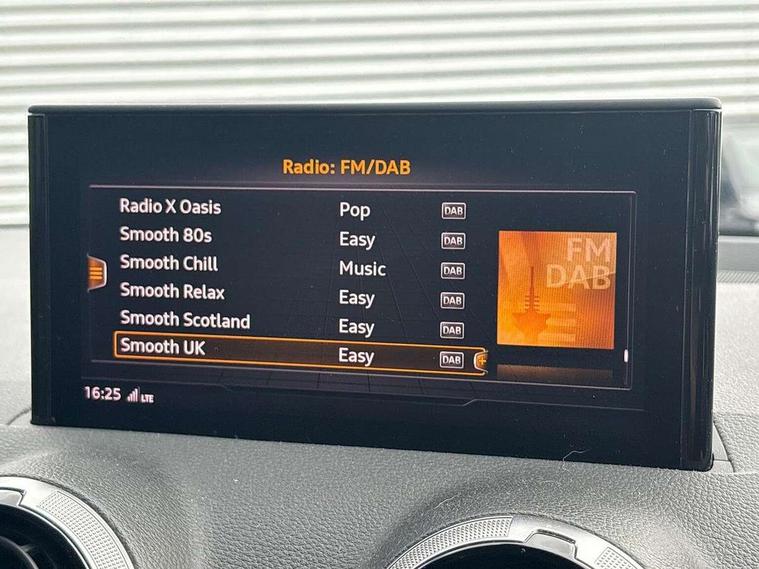 Radio: FM/DAB
Radio X Oasis Pop DAB
Smooth 80s Easy DAB
Smooth Chill Music DAB
Smooth Relax Easy DAB
Smooth Scotland Easy DAB
Smooth UK Easy DAB
FM
DAB
16:25 LTE